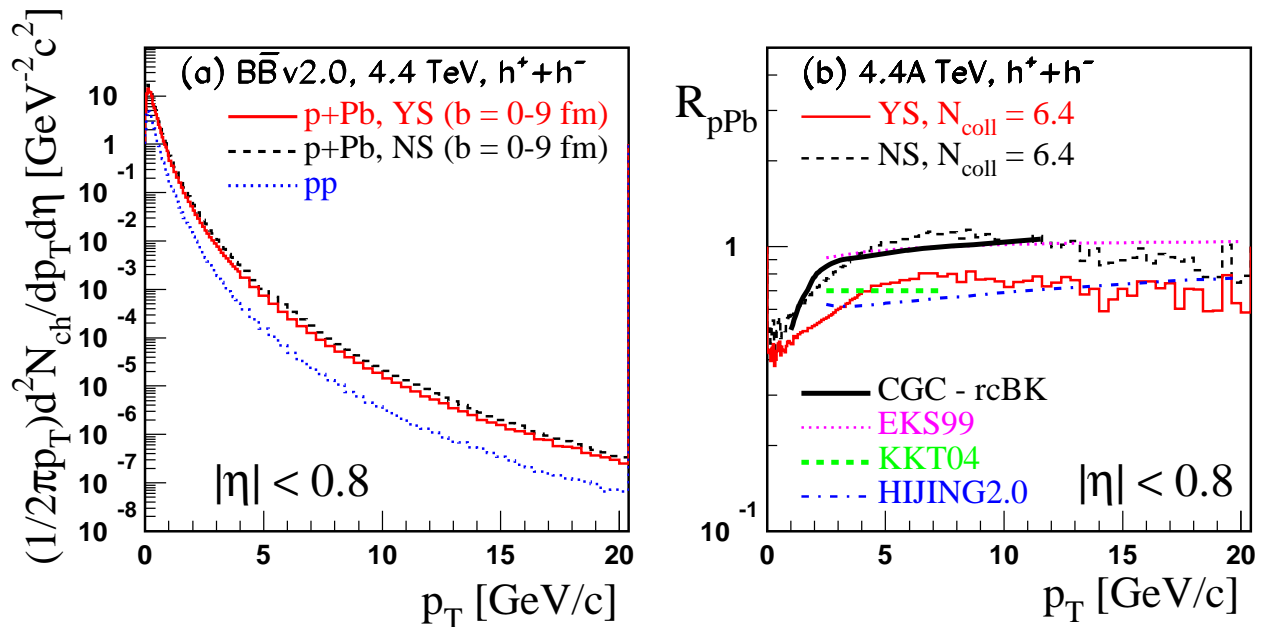 (a) BB̅ v2.0, 4.4 TeV, h⁺+h⁻
p+Pb, YS (b = 0-9 fm)
p+Pb, NS (b = 0-9 fm)
pp
|η| < 0.8
(1/2πp_T)d²N_ch/dp_Tdη [GeV⁻²c²]
10
1
10⁻¹
10⁻²
10⁻³
10⁻⁴
10⁻⁵
10⁻⁶
10⁻⁷
10⁻⁸
0 5 10 15 20
p_T [GeV/c]
(b) 4.4A TeV, h⁺+h⁻
R_pPb
YS, N_coll = 6.4
NS, N_coll = 6.4
1
10⁻¹
CGC - rcBK
EKS99
KKT04
HIJING2.0
|η| < 0.8
0 5 10 15 20
p_T [GeV/c]